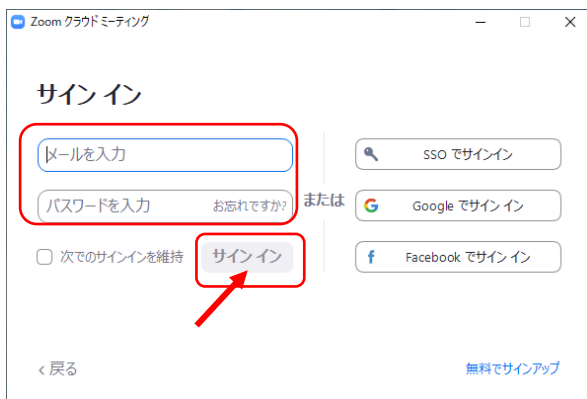 Zoom クラウド ミーティング
サイン イン
メールを入力
パスワードを入力 お忘れですか?
次でのサインインを維持 サイン イン
または
SSO でサインイン
Google でサイン イン
Facebook でサイン イン
< 戻る
無料でサインアップ